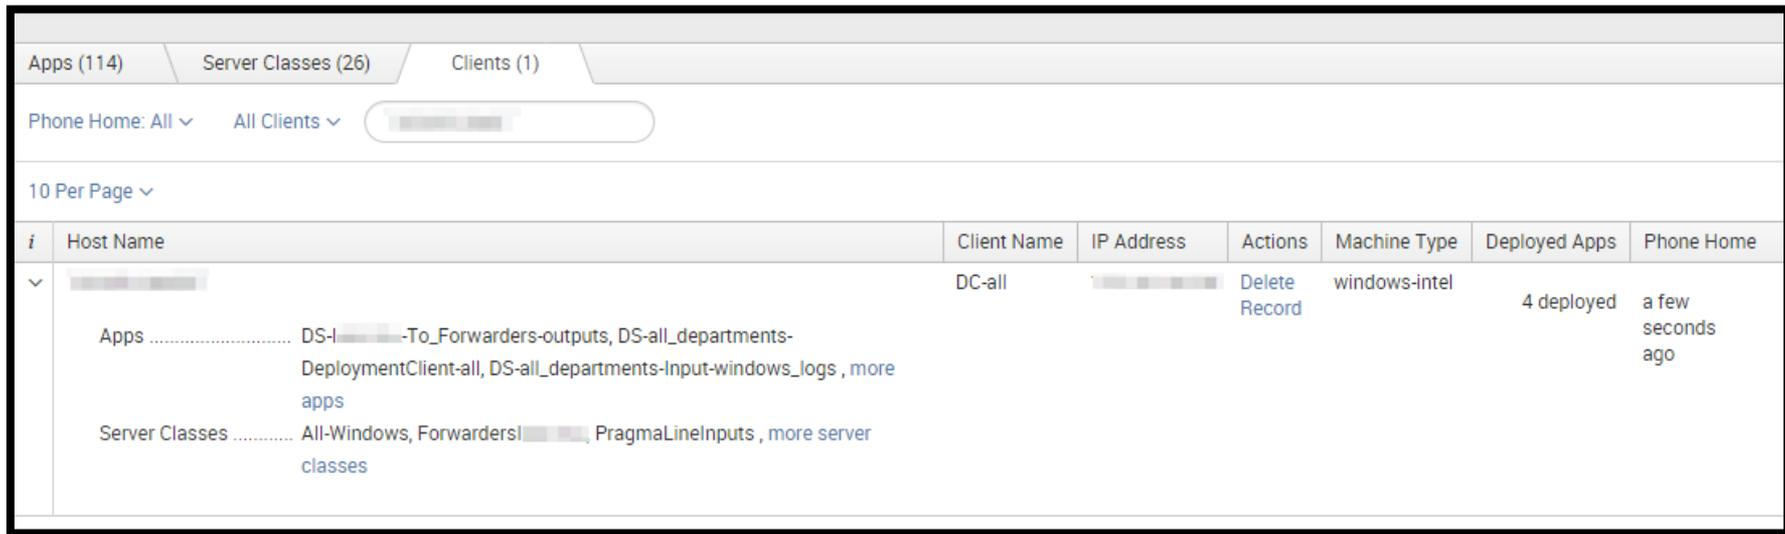 Apps (114) Server Classes (26) Clients (1)
Phone Home: All All Clients
10 Per Page
i Host Name Client Name IP Address Actions Machine Type Deployed Apps Phone Home
DC-all Delete windows-intel
Record 4 deployed a few
seconds
ago
Apps ........................... DS- -To_Forwarders-outputs, DS-all_departments-
DeploymentClient-all, DS-all_departments-Input-windows_logs , more
apps
Server Classes ............ All-Windows, Forwarders , PragmaLineInputs , more server
classes